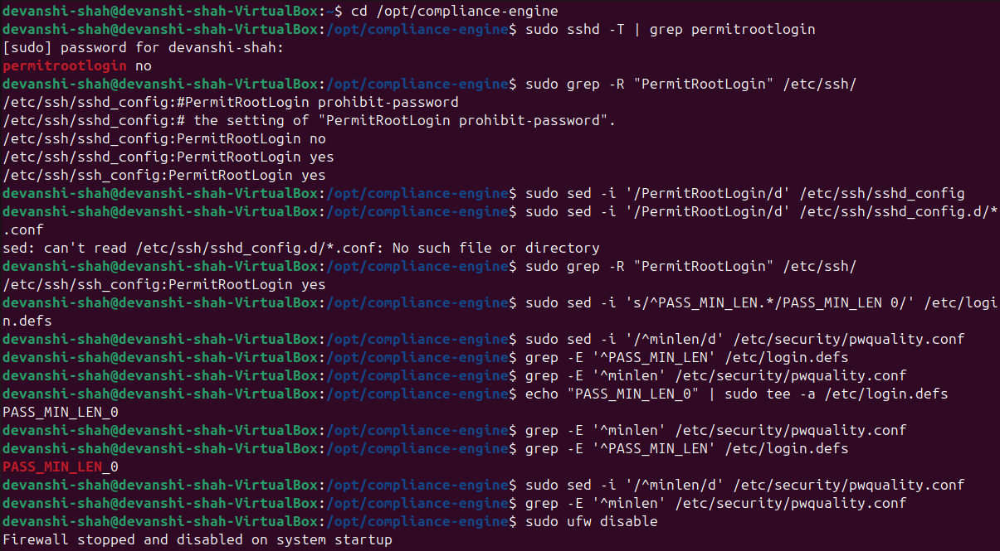 devanshi-shah@devanshi-shah-VirtualBox:~$ cd /opt/compliance-engine
devanshi-shah@devanshi-shah-VirtualBox:/opt/compliance-engine$ sudo sshd -T | grep permitrootlogin
[sudo] password for devanshi-shah:
permitrootlogin no
devanshi-shah@devanshi-shah-VirtualBox:/opt/compliance-engine$ sudo grep -R "PermitRootLogin" /etc/ssh/
/etc/ssh/sshd_config:#PermitRootLogin prohibit-password
/etc/ssh/sshd_config:# the setting of "PermitRootLogin prohibit-password".
/etc/ssh/sshd_config:PermitRootLogin no
/etc/ssh/sshd_config:PermitRootLogin yes
/etc/ssh/ssh_config:PermitRootLogin yes
devanshi-shah@devanshi-shah-VirtualBox:/opt/compliance-engine$ sudo sed -i '/PermitRootLogin/d' /etc/ssh/sshd_config
devanshi-shah@devanshi-shah-VirtualBox:/opt/compliance-engine$ sudo sed -i '/PermitRootLogin/d' /etc/ssh/sshd_config.d/*
.conf
sed: can't read /etc/ssh/sshd_config.d/*.conf: No such file or directory
devanshi-shah@devanshi-shah-VirtualBox:/opt/compliance-engine$ sudo grep -R "PermitRootLogin" /etc/ssh/
/etc/ssh/ssh_config:PermitRootLogin yes
devanshi-shah@devanshi-shah-VirtualBox:/opt/compliance-engine$ sudo sed -i 's/^PASS_MIN_LEN.*/PASS_MIN_LEN 0/' /etc/logi
n.defs
devanshi-shah@devanshi-shah-VirtualBox:/opt/compliance-engine$ sudo sed -i '/^minlen/d' /etc/security/pwquality.conf
devanshi-shah@devanshi-shah-VirtualBox:/opt/compliance-engine$ grep -E '^PASS_MIN_LEN' /etc/login.defs
devanshi-shah@devanshi-shah-VirtualBox:/opt/compliance-engine$ grep -E '^minlen' /etc/security/pwquality.conf
devanshi-shah@devanshi-shah-VirtualBox:/opt/compliance-engine$ echo "PASS_MIN_LEN_0" | sudo tee -a /etc/login.defs
PASS_MIN_LEN_0
devanshi-shah@devanshi-shah-VirtualBox:/opt/compliance-engine$ grep -E '^minlen' /etc/security/pwquality.conf
devanshi-shah@devanshi-shah-VirtualBox:/opt/compliance-engine$ grep -E '^PASS_MIN_LEN' /etc/login.defs
PASS_MIN_LEN_0
devanshi-shah@devanshi-shah-VirtualBox:/opt/compliance-engine$ sudo sed -i '/^minlen/d' /etc/security/pwquality.conf
devanshi-shah@devanshi-shah-VirtualBox:/opt/compliance-engine$ grep -E '^minlen' /etc/security/pwquality.conf
devanshi-shah@devanshi-shah-VirtualBox:/opt/compliance-engine$ sudo ufw disable
Firewall stopped and disabled on system startup